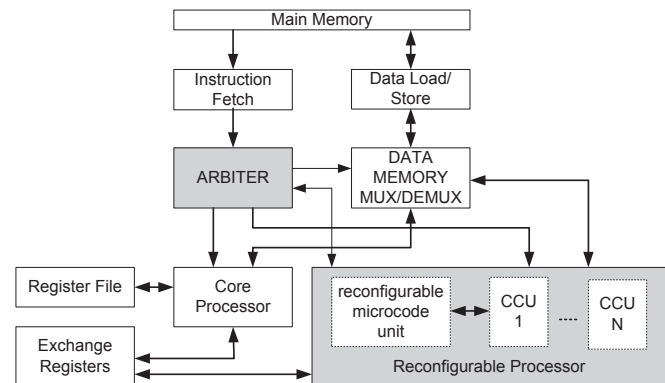 Main Memory
Instruction
Fetch
Data Load/
Store
ARBITER
DATA
MEMORY
MUX/DEMUX
Register File
Core
Processor
Exchange
Registers
reconfigurable
microcode
unit
CCU
1
....
CCU
N
Reconfigurable Processor